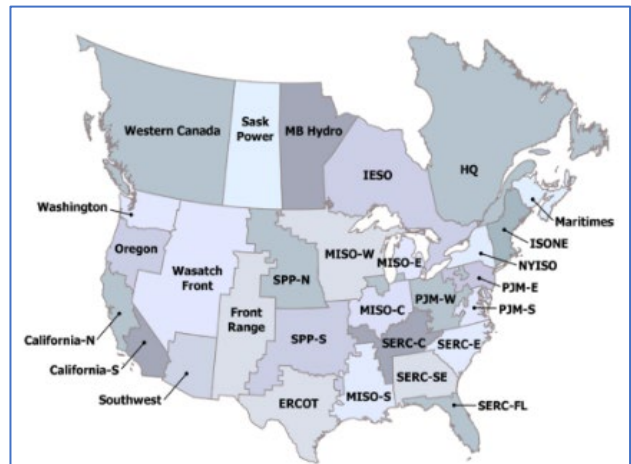 Western Canada
Sask
Power
MB Hydro
HQ
IESO
Washington
Maritimes
ISONE
NYISO
Oregon
MISO-W
MISO-E
Wasatch
Front
SPP-N
PJM-E
PJM-W
PJM-S
MISO-C
Front
Range
California-N
SPP-S
SERC-C
SERC-E
California-S
SERC-SE
Southwest
ERCOT
MISO-S
SERC-FL